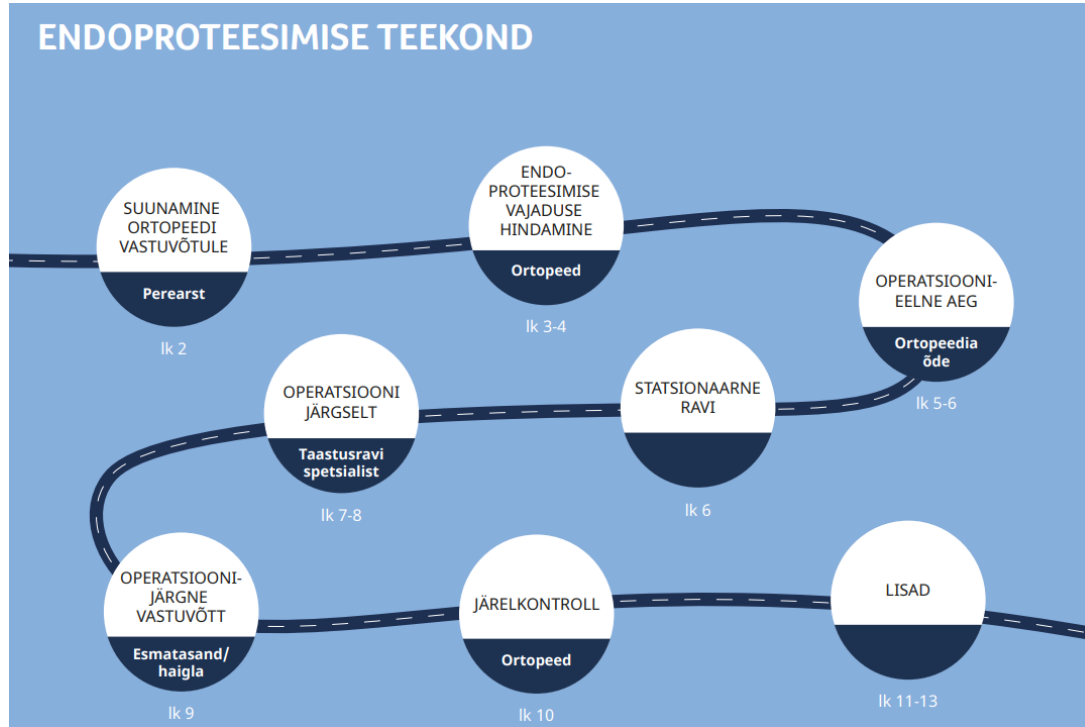 ENDOPROTEESIMISE TEEKOND
SUUNAMINE
ORTOPEEDI
VASTUVÕTULE
Perearst
lk 2
ENDO-
PROTEESIMISE
VAJADUSE
HINDAMINE
Ortopeed
lk 3-4
OPERATSIOONI-
EELNE AEG
Ortopeedia
õde
lk 5-6
STATSIONAARNE
RAVI
lk 6
OPERATSIOONI
JÄRGSELT
Taastusravi
spetsialist
lk 7-8
OPERATSIOONI-
JÄRGNE
VASTUVÕTT
Esmatasand/
haigla
lk 9
JÄRELKONTROLL
Ortopeed
lk 10
LISAD
lk 11-13